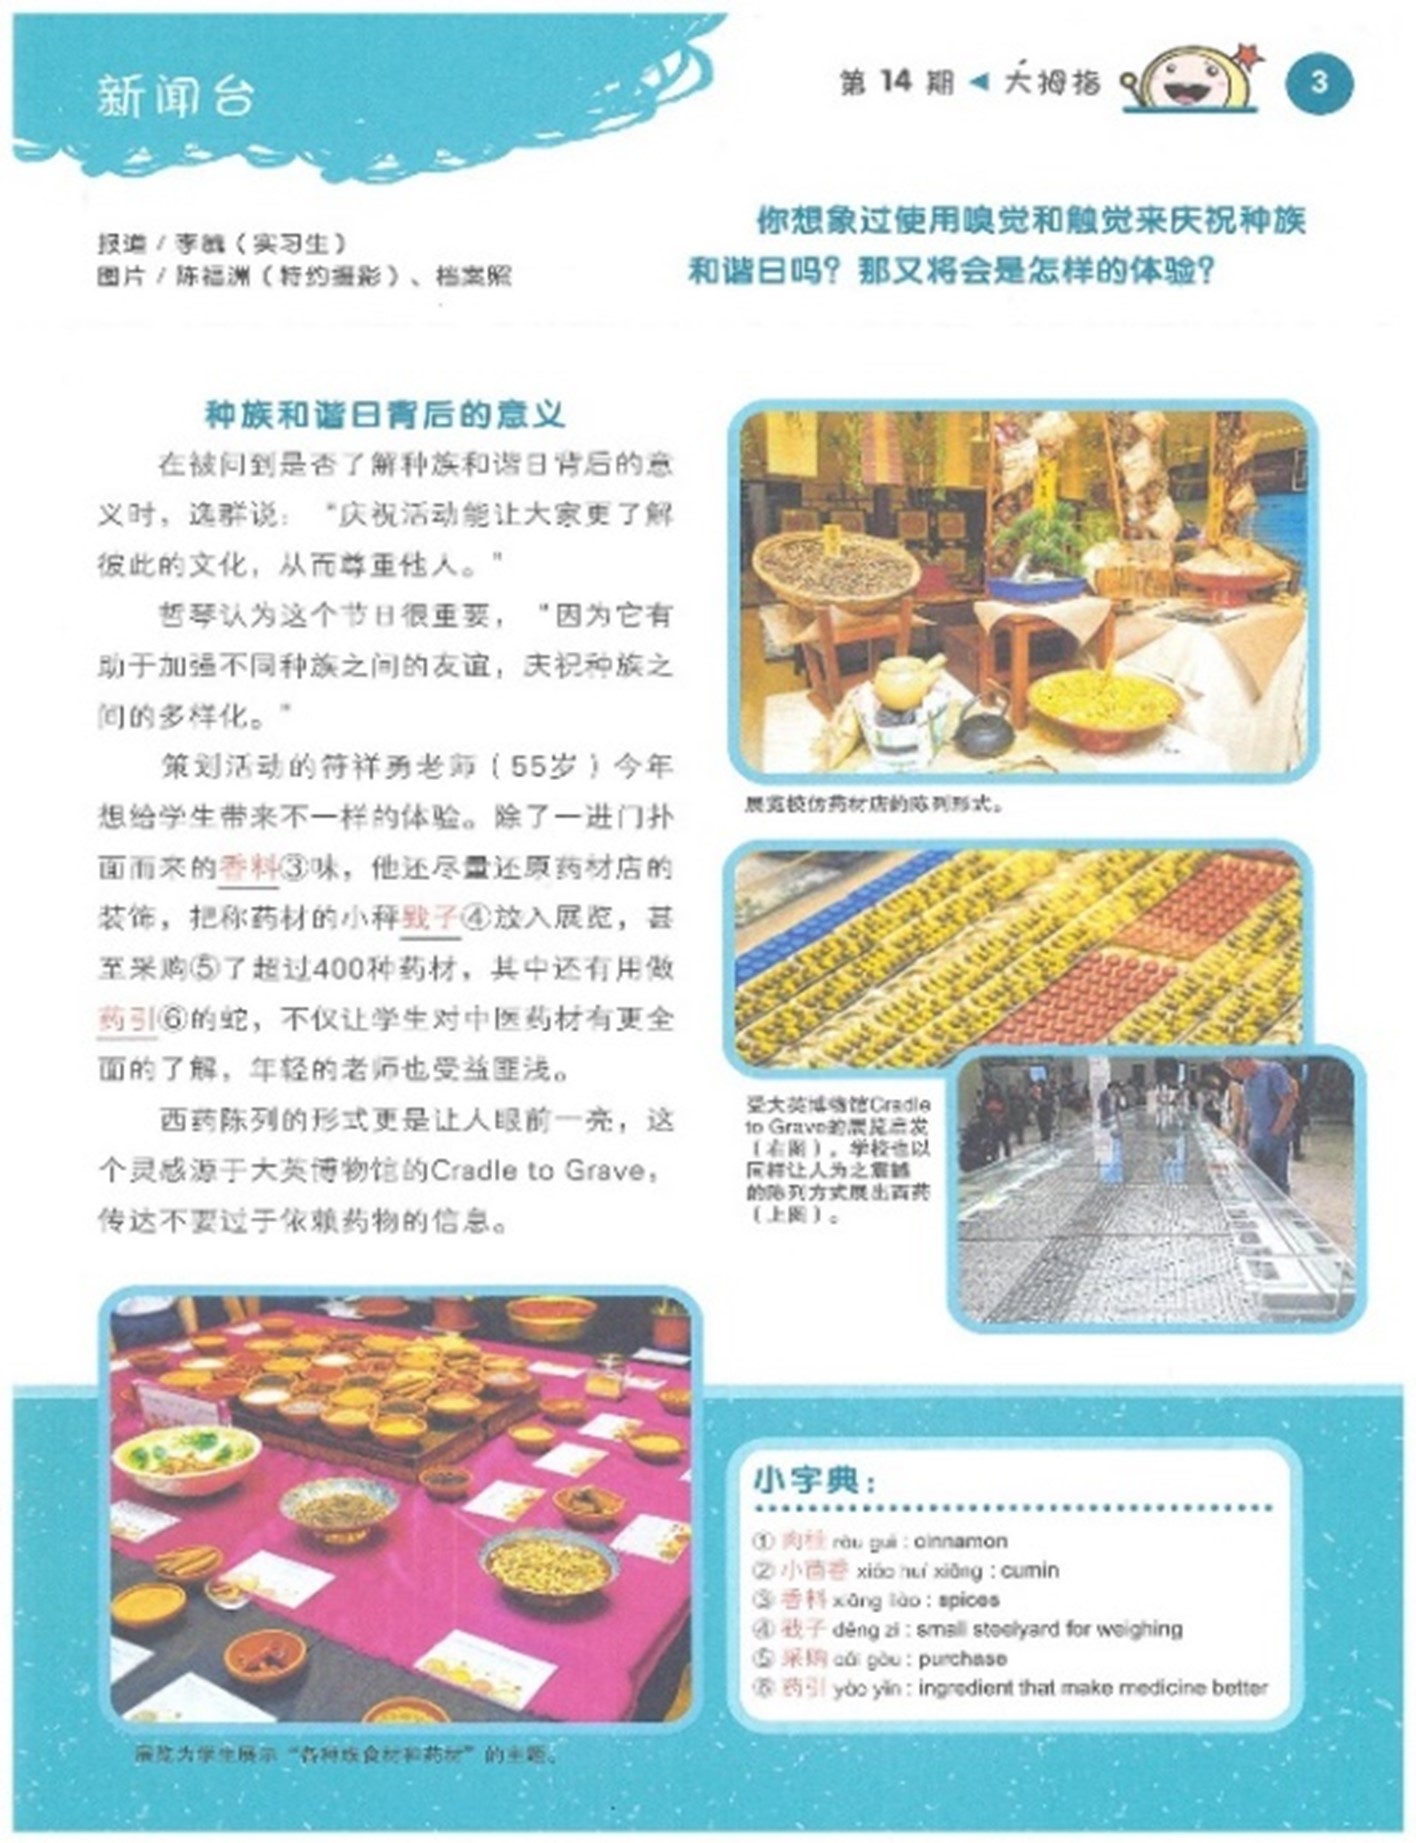 新闻台
第 14 期 ◀ 大拇指
3
报道 / 李巍（实习生）
图片 / 陈福洲（特约摄影）、档案照
你想象过使用嗅觉和触觉来庆祝种族
和谐日吗？那又将会是怎样的体验？
种族和谐日背后的意义
在被问到是否了解种族和谐日背后的意
义时，逸群说：“庆祝活动能让大家更了解
彼此的文化，从而尊重他人。”
哲琴认为这个节日很重要，“因为它有
助于加强不同种族之间的友谊，庆祝种族之
间的多样化。”
策划活动的符祥勇老师（55岁）今年
想给学生带来不一样的体验。除了一进门扑
面而来的香料③味，他还尽量还原药材店的
装饰，把称药材的小秤戥子④放入展览，甚
至采购⑤了超过400种药材，其中还有用做
药引⑥的蛇，不仅让学生对中医药材有更全
面的了解，年轻的老师也受益匪浅。
西药陈列的形式更是让人眼前一亮，这
个灵感源于大英博物馆的Cradle to Grave，
传达不要过于依赖药物的信息。
展览模仿药材店的陈列形式。
受大英博物馆Cradle
to Grave的展览启发
（右图），学校也以
同样让人为之震撼
的陈列方式展出西药
（上图）。
展览为学生展示“各种族食材和药材”的主题。
小字典：
① 肉桂 ròu guì : cinnamon
② 小茴香 xiǎo huí xiāng : cumin
③ 香料 xiāng liào : spices
④ 戥子 děng zi : small steelyard for weighing
⑤ 采购 cǎi gòu : purchase
⑥ 药引 yào yǐn : ingredient that make medicine better